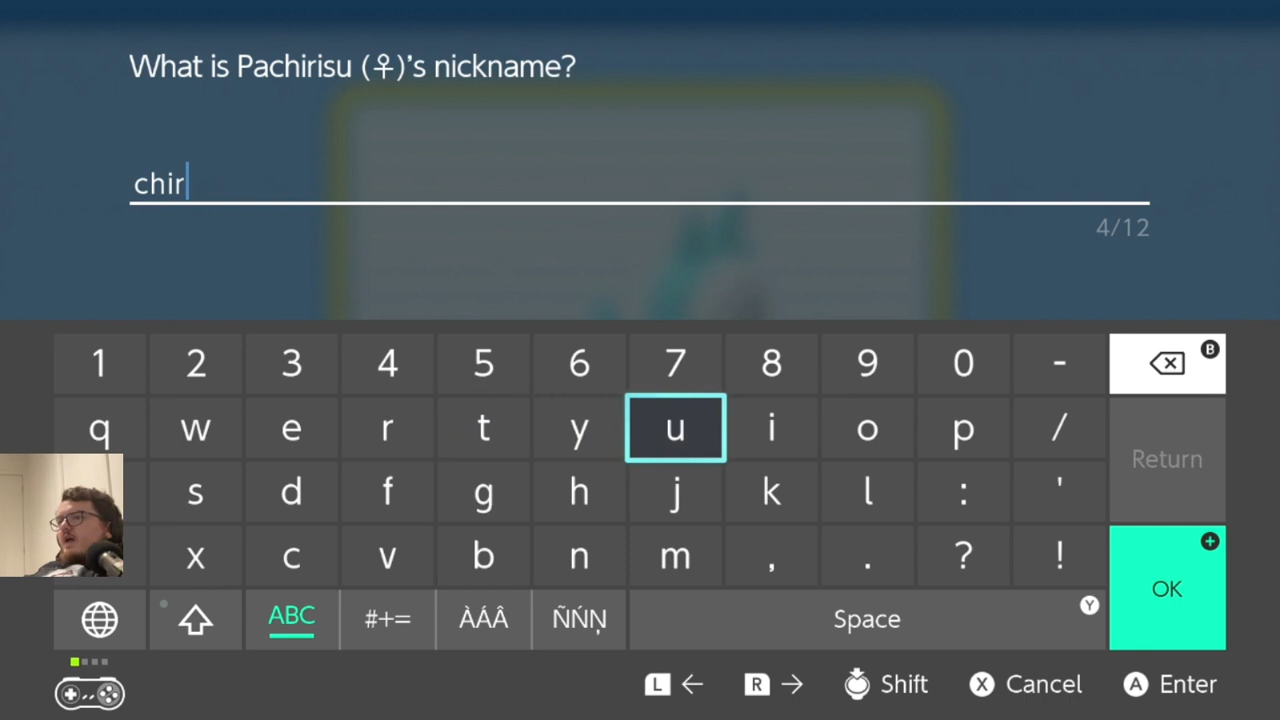 What is Pachirisu (♀)'s nickname?
chir
4/12
1 2 3 4 5 6 7 8 9 0 -
q w e r t y u i o p /
Return
s d f g h j k l : '
x c v b n m , . ? !
OK
ABC #+= ÀÁÂ ÑŃŅ Space Y
L ← R → Shift X Cancel A Enter
B
+